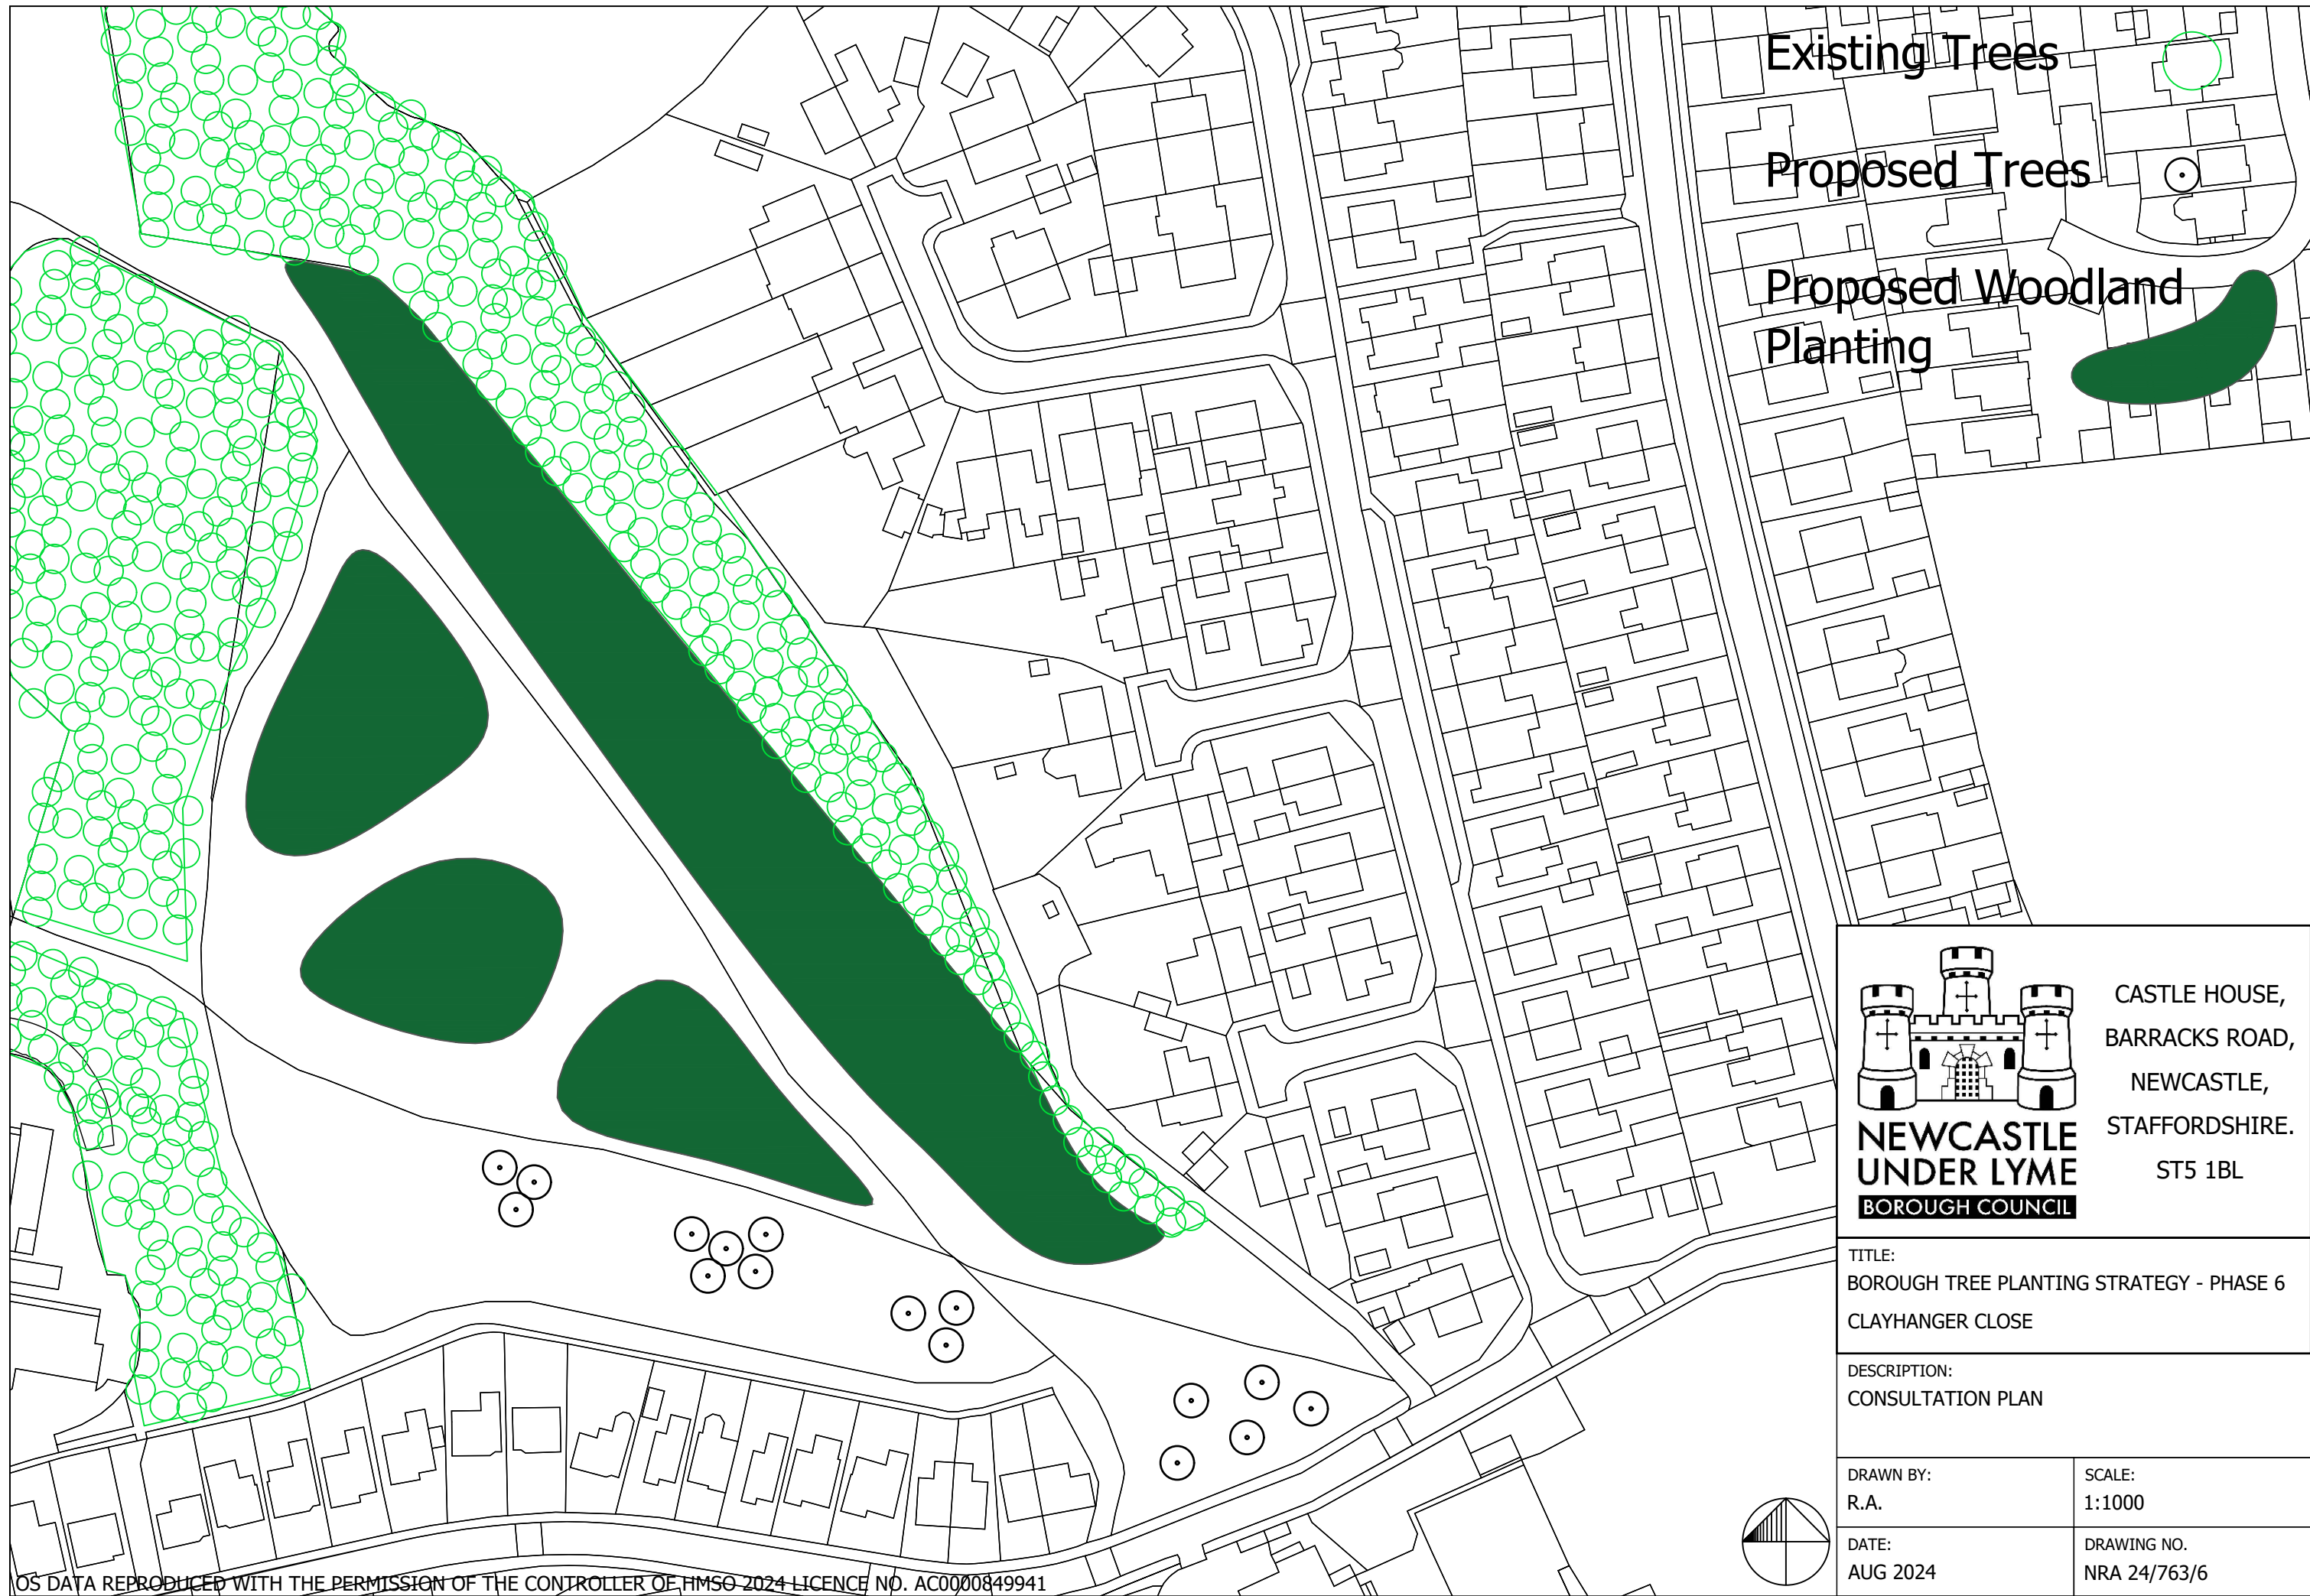 Existing Trees
Proposed Trees
Proposed Woodland
Planting
NEWCASTLE
UNDER LYME
BOROUGH COUNCIL
CASTLE HOUSE,
BARRACKS ROAD,
NEWCASTLE,
STAFFORDSHIRE.
ST5 1BL
TITLE:
BOROUGH TREE PLANTING STRATEGY - PHASE 6
CLAYHANGER CLOSE
DESCRIPTION:
CONSULTATION PLAN
DRAWN BY:
R.A.
SCALE:
1:1000
DATE:
AUG 2024
DRAWING NO.
NRA 24/763/6
OS DATA REPRODUCED WITH THE PERMISSION OF THE CONTROLLER OF HMSO 2024 LICENCE NO. AC0000849941